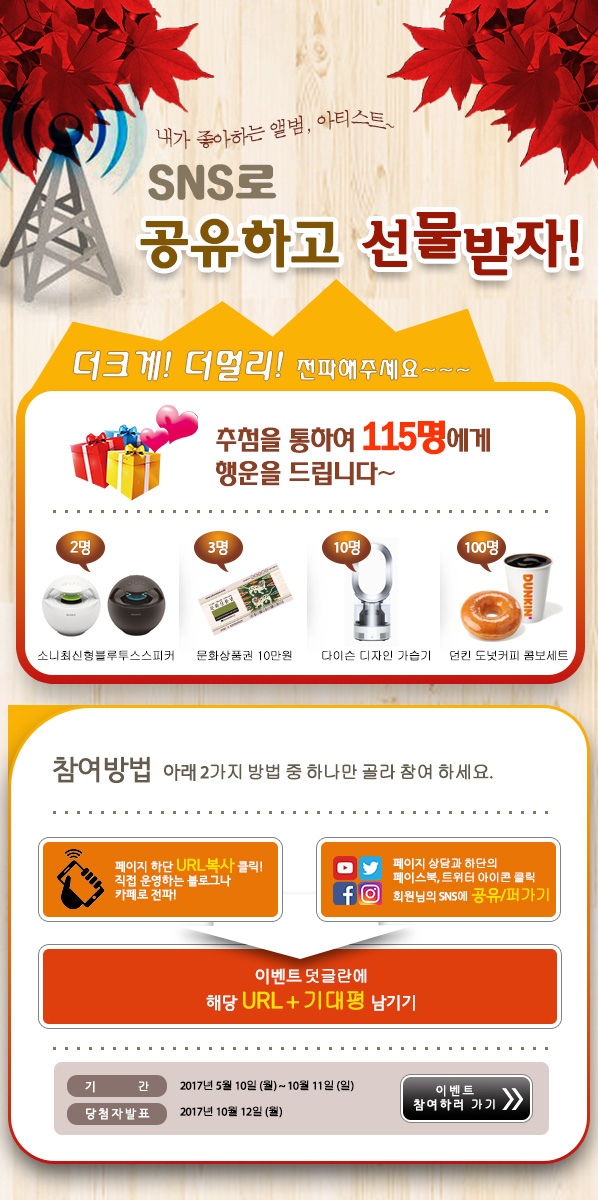 내가 좋아하는 앨범, 아티스트~
SNS로
공유하고 선물받자!
더크게! 더멀리! 전파해주세요~~~
추첨을 통하여 115명에게
행운을 드립니다~
2명
3명
10명
100명
DUNKIN'
소니최신형블루투스스피커
문화상품권 10만원
다이슨 디자인 가습기
던킨 도넛커피 콤보세트
참여방법 아래 2가지 방법 중 하나만 골라 참여 하세요.
페이지 하단 URL복사 클릭!
직접 운영하는 블로그나
카페로 전파!
페이지 상담과 하단의
페이스북, 트위터 아이콘 클릭
회원님의 SNS에 공유/퍼가기
이벤트 덧글란에
해당 URL + 기대평 남기기
기 간
2017년 5월 10일 (월) ~ 10월 11일 (일)
당첨자발표
2017년 10월 12일 (월)
이벤트
참여하러 가기